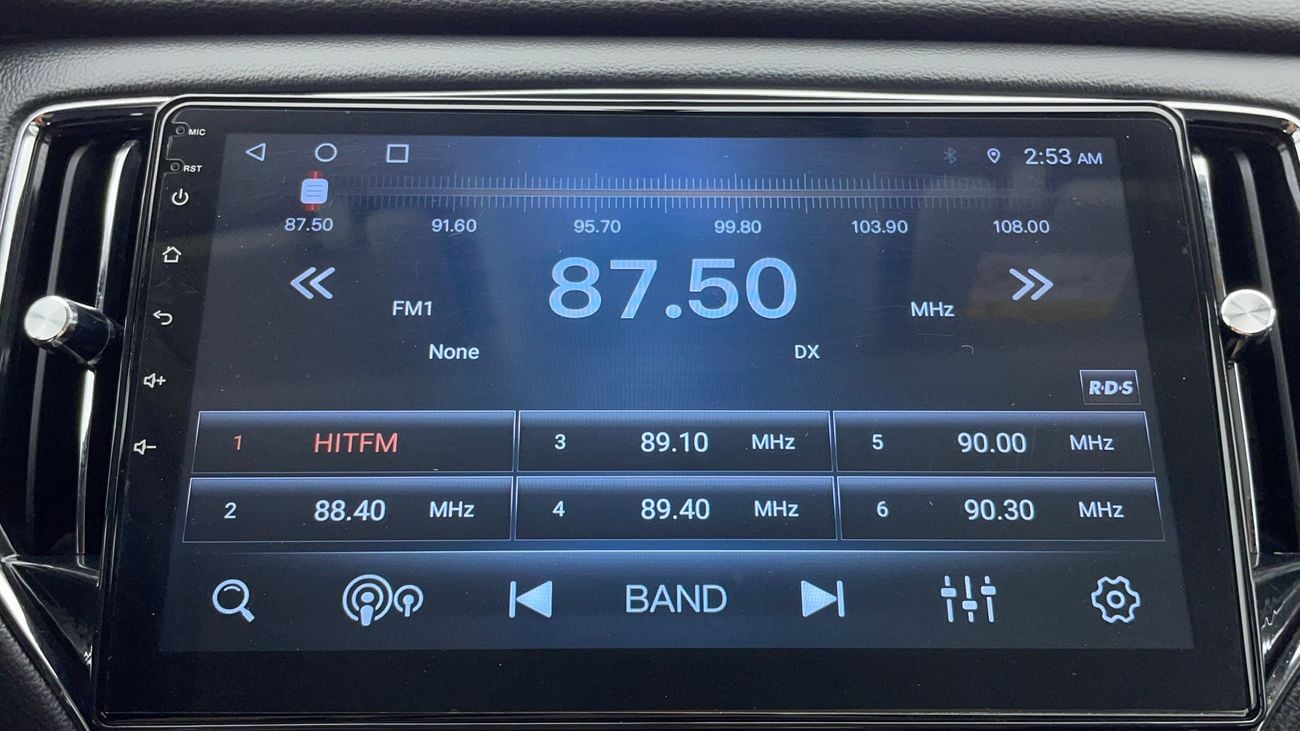 MIC
2:53 AM
RST
87.50 91.60 95.70 99.80 103.90 108.00
FM1 87.50 MHz
None DX
R·D·S
1 HITFM 3 89.10 MHz 5 90.00 MHz
2 88.40 MHz 4 89.40 MHz 6 90.30 MHz
BAND